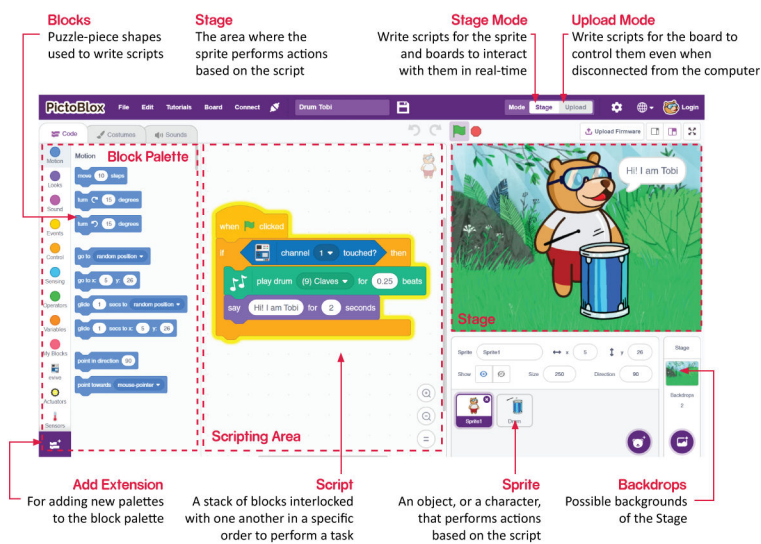 Blocks
Puzzle-piece shapes
used to write scripts
Stage
The area where the
sprite performs actions
based on the script
Stage Mode
Write scripts for the sprite
and boards to interact
with them in real-time
Upload Mode
Write scripts for the board to
control them even when
disconnected from the computer
PictoBlox File Edit Tutorials Board Connect Drum Tobi Mode Stage Upload Login
Code Costumes Sounds Upload Firmware
Motion
Looks
Sound
Events
Control
Sensing
Operators
Variables
My Blocks
evive
Actuators
Sensors
Motion Block Palette
move 10 steps
turn 15 degrees
turn 15 degrees
go to random position
go to x: 5 y: 26
glide 1 secs to random position
glide 1 secs to x: 5 y: 26
point in direction 90
point towards mouse-pointer
when clicked
if channel 1 touched? then
play drum (9) Claves for 0.25 beats
say Hi! I am Tobi for 2 seconds
Scripting Area
Hi! I am Tobi
Stage
Sprite Sprite1 x 5 y 26
Show Size 250 Direction 90
Sprite1
Drum
Stage
Backdrops
2
Add Extension
For adding new palettes
to the block palette
Script
A stack of blocks interlocked
with one another in a specific
order to perform a task
Sprite
An object, or a character,
that performs actions
based on the script
Backdrops
Possible backgrounds
of the Stage